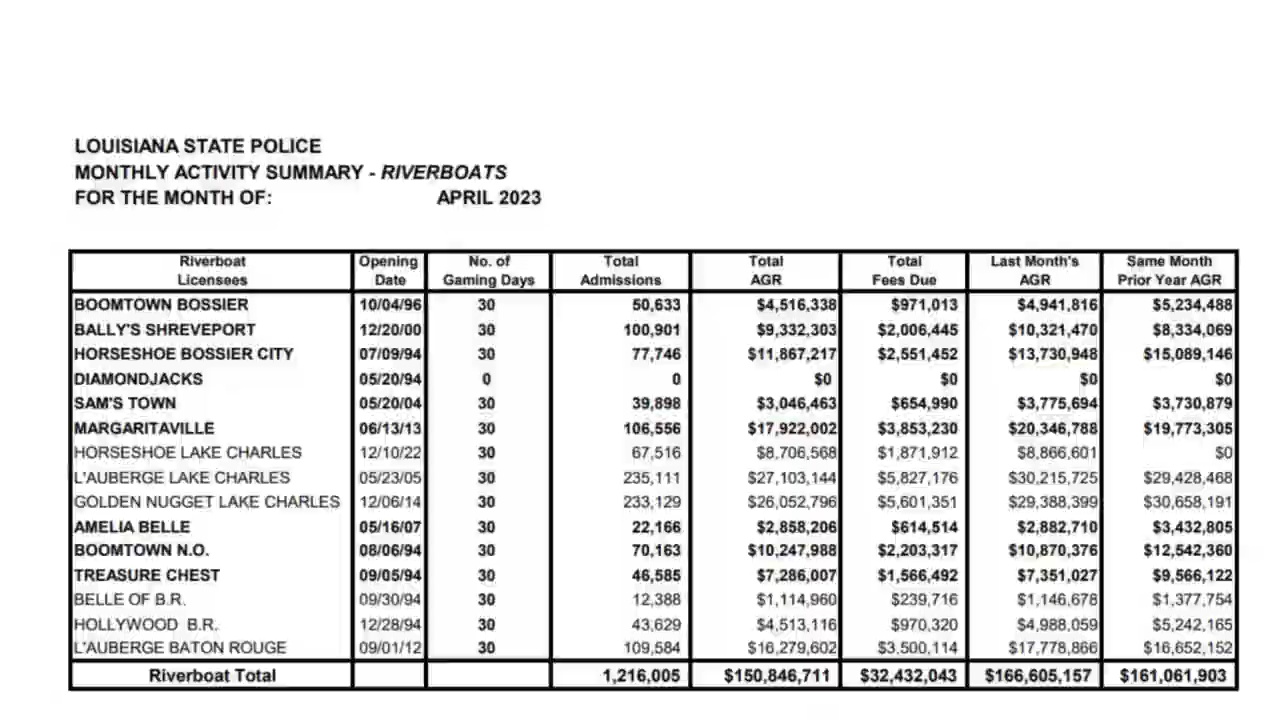 LOUISIANA STATE POLICE
MONTHLY ACTIVITY SUMMARY - RIVERBOATS
FOR THE MONTH OF: APRIL 2023
Riverboat Opening No. of Total Total Total Last Month's Same Month
Licensees Date Gaming Days Admissions AGR Fees Due AGR Prior Year AGR
BOOMTOWN BOSSIER 10/04/96 30 50,633 $4,516,338 $971,013 $4,941,816 $5,234,488
BALLY'S SHREVEPORT 12/20/00 30 100,901 $9,332,303 $2,006,445 $10,321,470 $8,334,069
HORSESHOE BOSSIER CITY 07/09/94 30 77,746 $11,867,217 $2,551,452 $13,730,948 $15,089,146
DIAMONDJACKS 05/20/94 0 0 $0 $0 $0 $0
SAM'S TOWN 05/20/04 30 39,898 $3,046,463 $654,990 $3,775,694 $3,730,879
MARGARITAVILLE 06/13/13 30 106,556 $17,922,002 $3,853,230 $20,346,788 $19,773,305
HORSESHOE LAKE CHARLES 12/10/22 30 67,516 $8,706,568 $1,871,912 $8,866,601 $0
L'AUBERGE LAKE CHARLES 05/23/05 30 235,111 $27,103,144 $5,827,176 $30,215,725 $29,428,468
GOLDEN NUGGET LAKE CHARLES 12/06/14 30 233,129 $26,052,796 $5,601,351 $29,388,399 $30,658,191
AMELIA BELLE 05/16/07 30 22,166 $2,858,206 $614,514 $2,882,710 $3,432,805
BOOMTOWN N.O. 08/06/94 30 70,163 $10,247,988 $2,203,317 $10,870,376 $12,542,360
TREASURE CHEST 09/05/94 30 46,585 $7,286,007 $1,566,492 $7,351,027 $9,566,122
BELLE OF B.R. 09/30/94 30 12,388 $1,114,960 $239,716 $1,146,678 $1,377,754
HOLLYWOOD B.R. 12/28/94 30 43,629 $4,513,116 $970,320 $4,988,059 $5,242,165
L'AUBERGE BATON ROUGE 09/01/12 30 109,584 $16,279,602 $3,500,114 $17,778,866 $16,652,152
Riverboat Total 1,216,005 $150,846,711 $32,432,043 $166,605,157 $161,061,903